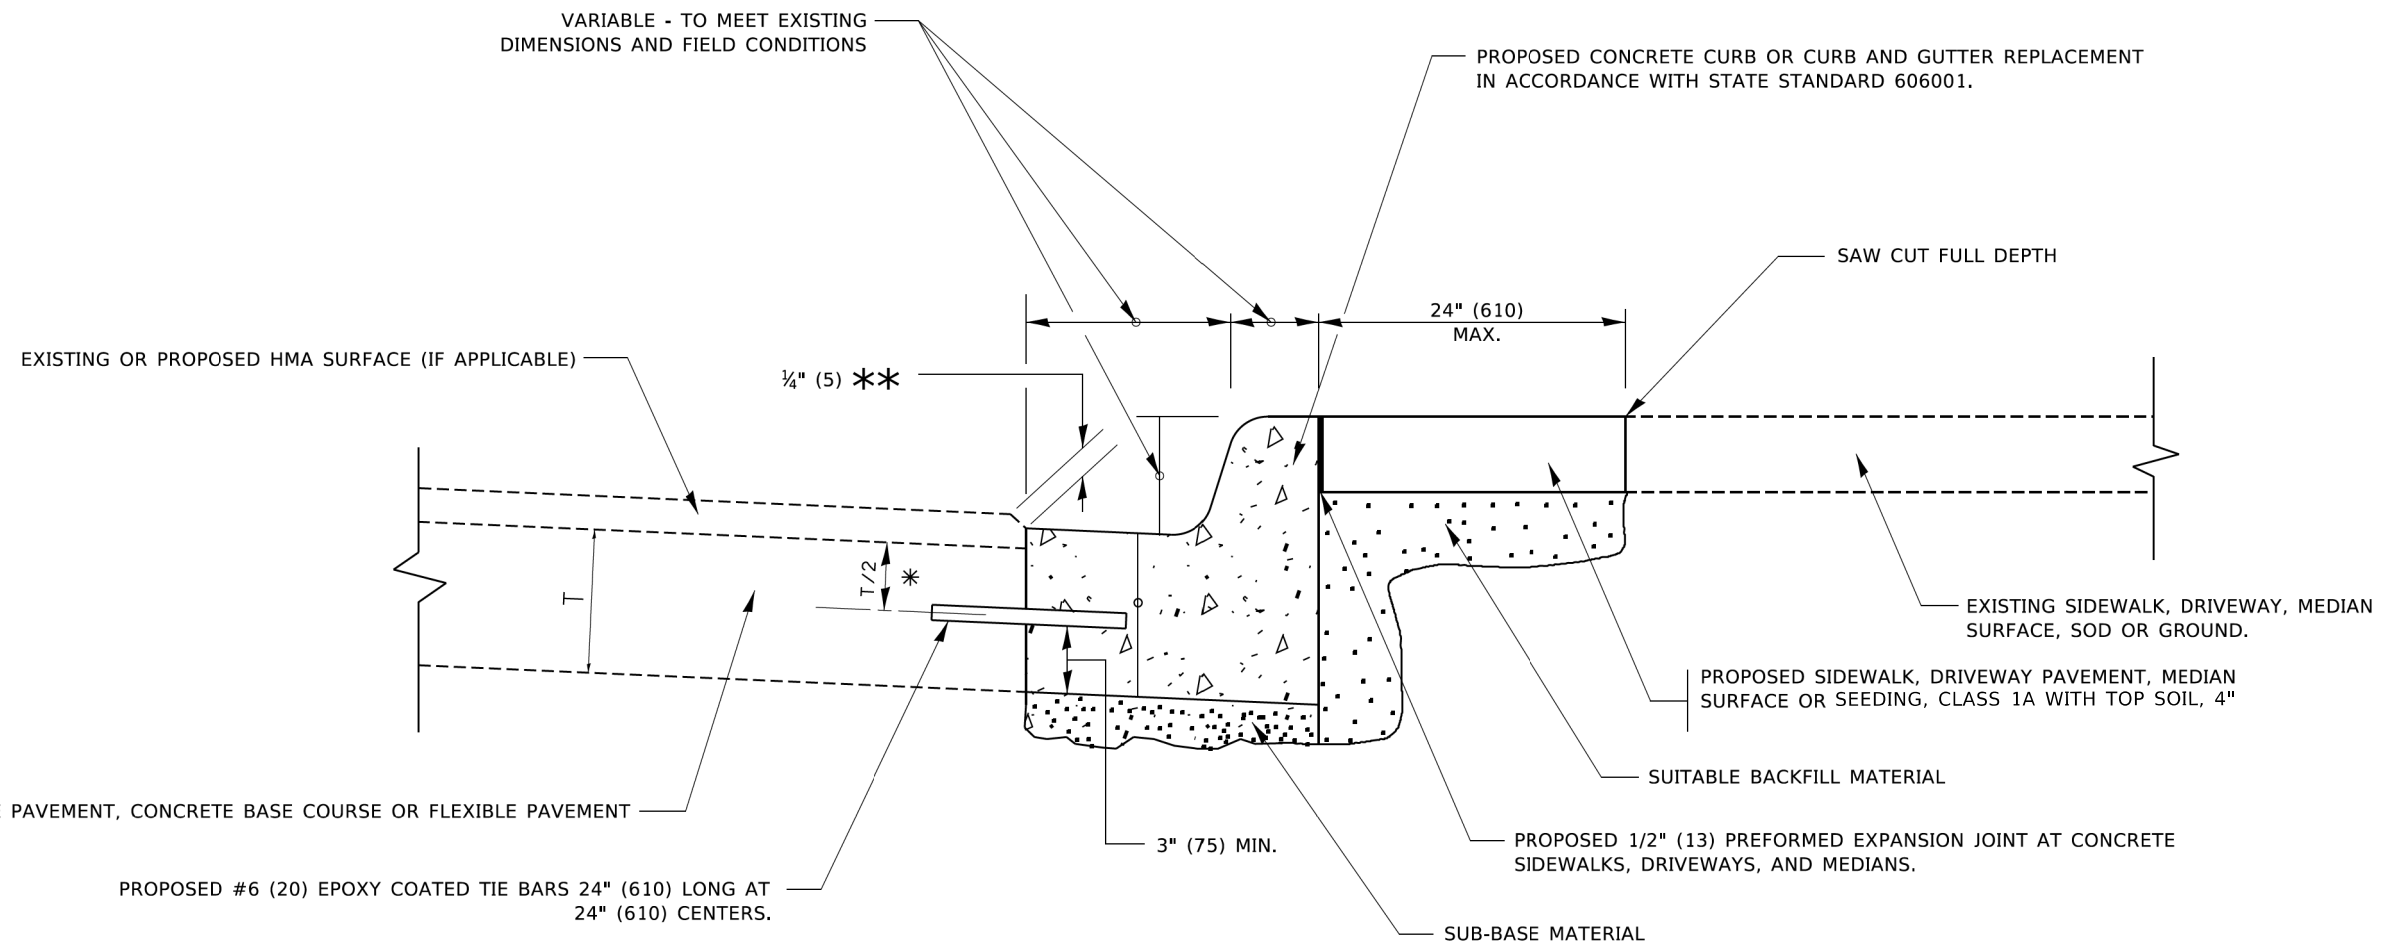 VARIABLE - TO MEET EXISTING
DIMENSIONS AND FIELD CONDITIONS
PROPOSED CONCRETE CURB OR CURB AND GUTTER REPLACEMENT
IN ACCORDANCE WITH STATE STANDARD 606001.
SAW CUT FULL DEPTH
24" (610)
MAX.
EXISTING OR PROPOSED HMA SURFACE (IF APPLICABLE)
¼" (5) **
T
T/2
*
EXISTING SIDEWALK, DRIVEWAY, MEDIAN
SURFACE, SOD OR GROUND.
PROPOSED SIDEWALK, DRIVEWAY PAVEMENT, MEDIAN
SURFACE OR SEEDING, CLASS 1A WITH TOP SOIL, 4"
SUITABLE BACKFILL MATERIAL
PAVEMENT, CONCRETE BASE COURSE OR FLEXIBLE PAVEMENT
3" (75) MIN.
PROPOSED 1/2" (13) PREFORMED EXPANSION JOINT AT CONCRETE
SIDEWALKS, DRIVEWAYS, AND MEDIANS.
PROPOSED #6 (20) EPOXY COATED TIE BARS 24" (610) LONG AT
24" (610) CENTERS.
SUB-BASE MATERIAL